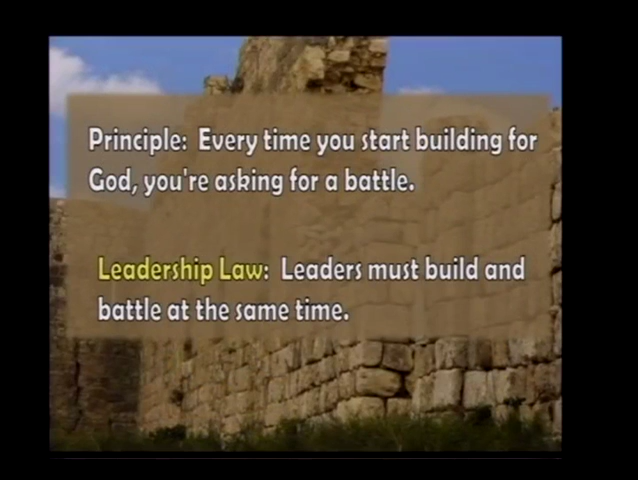 Principle:  Every time you start building for
God, you're asking for a battle.
Leadership Law:  Leaders must build and
battle at the same time.